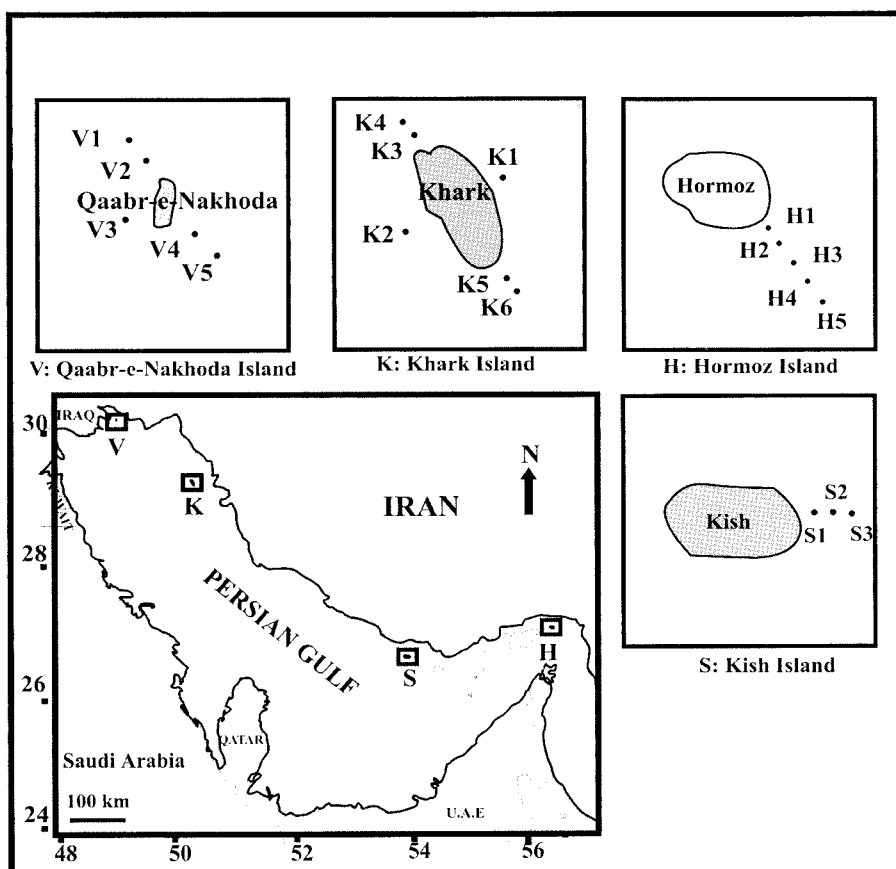 V1
V2
Qaabr-e-Nakhoda
V3
V4
V5
V: Qaabr-e-Nakhoda Island
K4
K3
K1
Khark
K2
K5
K6
K: Khark Island
Hormoz
H1
H2
H3
H4
H5
H: Hormoz Island
30
28
26
24
IRAQ
V
K
KUWAIT
IRAN
N
PERSIAN GULF
S
H
QATAR
Saudi Arabia
100 km
U.A.E
48 50 52 54 56
Kish
S1
S2
S3
S: Kish Island